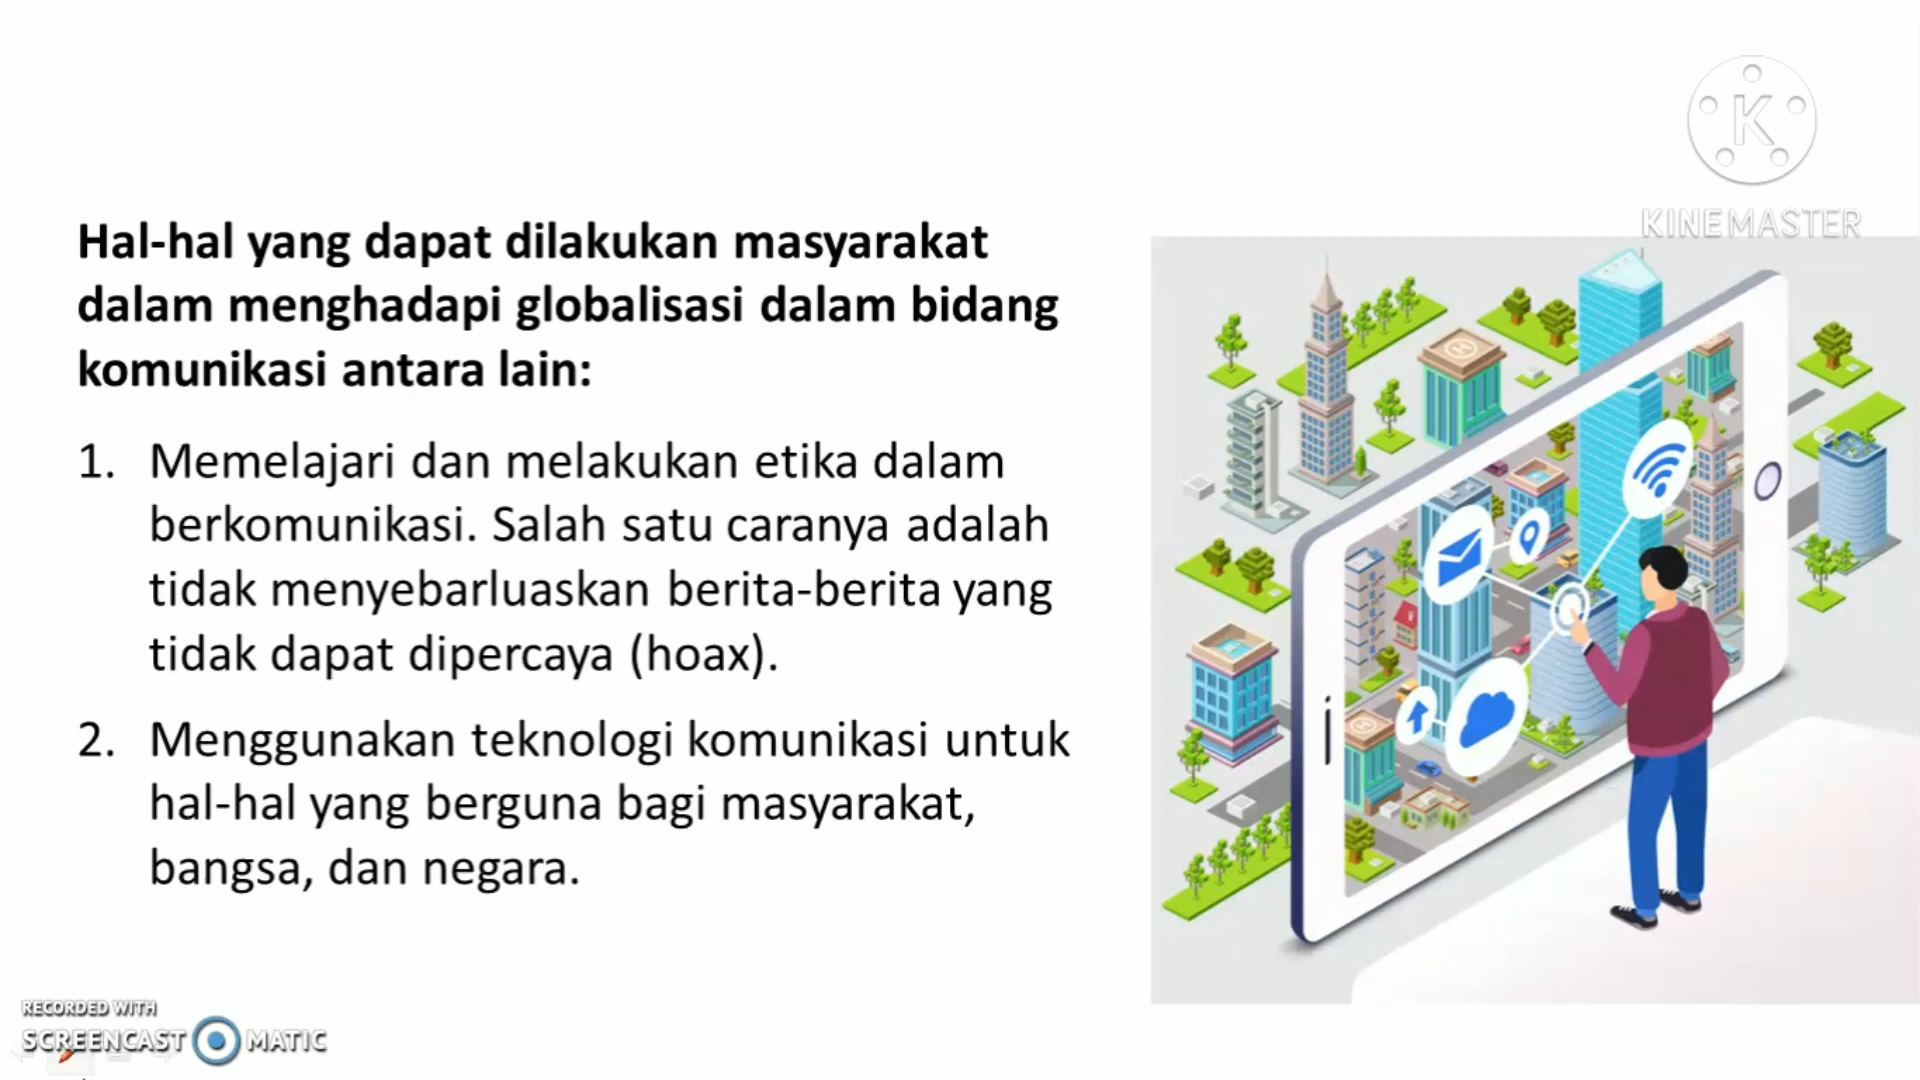 K
KINEMASTER
Hal-hal yang dapat dilakukan masyarakat
dalam menghadapi globalisasi dalam bidang
komunikasi antara lain:
1. Memelajari dan melakukan etika dalam
berkomunikasi. Salah satu caranya adalah
tidak menyebarluaskan berita-berita yang
tidak dapat dipercaya (hoax).
2. Menggunakan teknologi komunikasi untuk
hal-hal yang berguna bagi masyarakat,
bangsa, dan negara.
RECORDED WITH
SCREENCAST MATIC